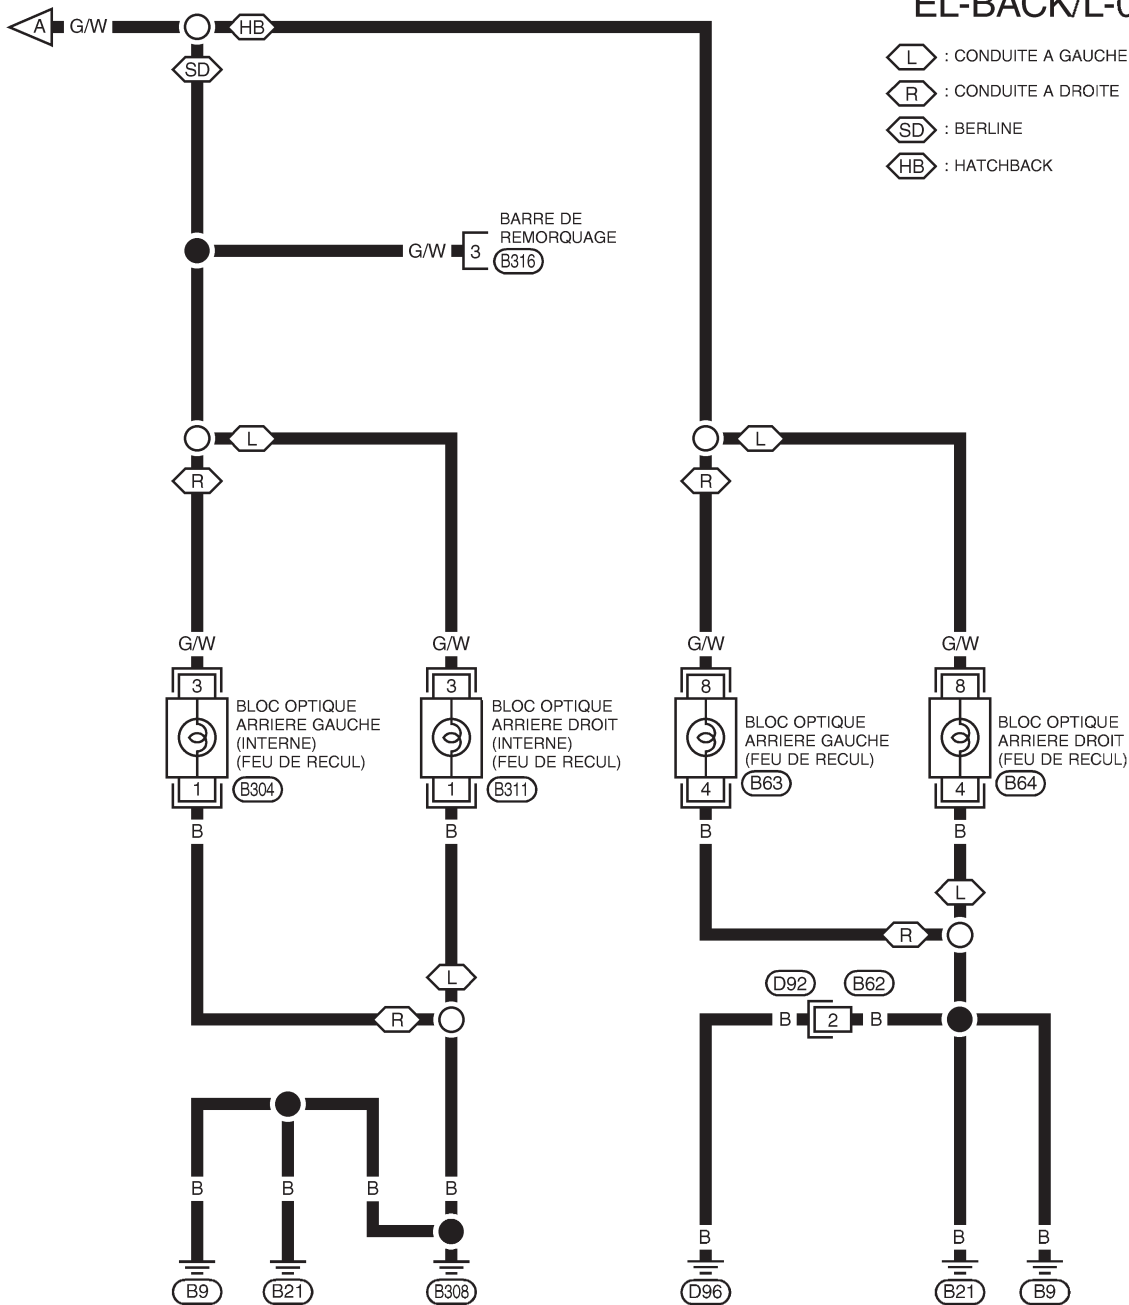 EL-BACK/L-0
A G/W HB
SD
L : CONDUITE A GAUCHE
R : CONDUITE A DROITE
SD : BERLINE
HB : HATCHBACK
G/W 3
BARRE DE
REMORQUAGE
B316
L
R
L
R
G/W
G/W
G/W
G/W
3
BLOC OPTIQUE
ARRIERE GAUCHE
(INTERNE)
(FEU DE RECUL)
1
B304
B
3
BLOC OPTIQUE
ARRIERE DROIT
(INTERNE)
(FEU DE RECUL)
1
B311
B
8
BLOC OPTIQUE
ARRIERE GAUCHE
(FEU DE RECUL)
4
B63
B
8
BLOC OPTIQUE
ARRIERE DROIT
(FEU DE RECUL)
4
B64
B
L
R
L
R
D92 B62
B 2 B
B
B
B
B
B
B
B
B9
B21
B308
D96
B21
B9